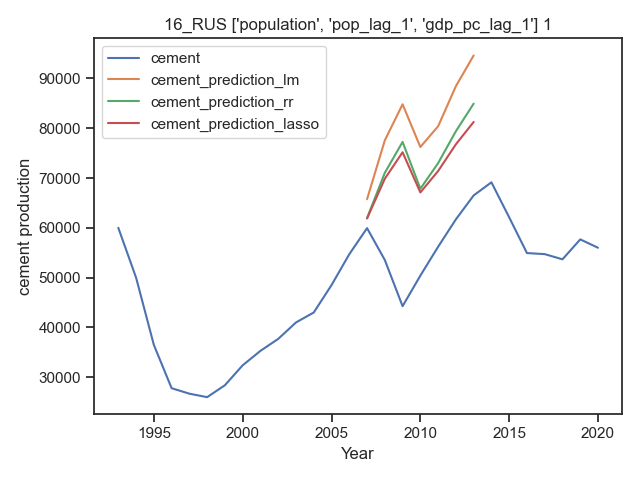 16_RUS ['population', 'pop_lag_1', 'gdp_pc_lag_1'] 1
cement
cement_prediction_lm
cement_prediction_rr
cement_prediction_lasso
cement production
90000
80000
70000
60000
50000
40000
30000
1995
2000
2005
2010
2015
2020
Year